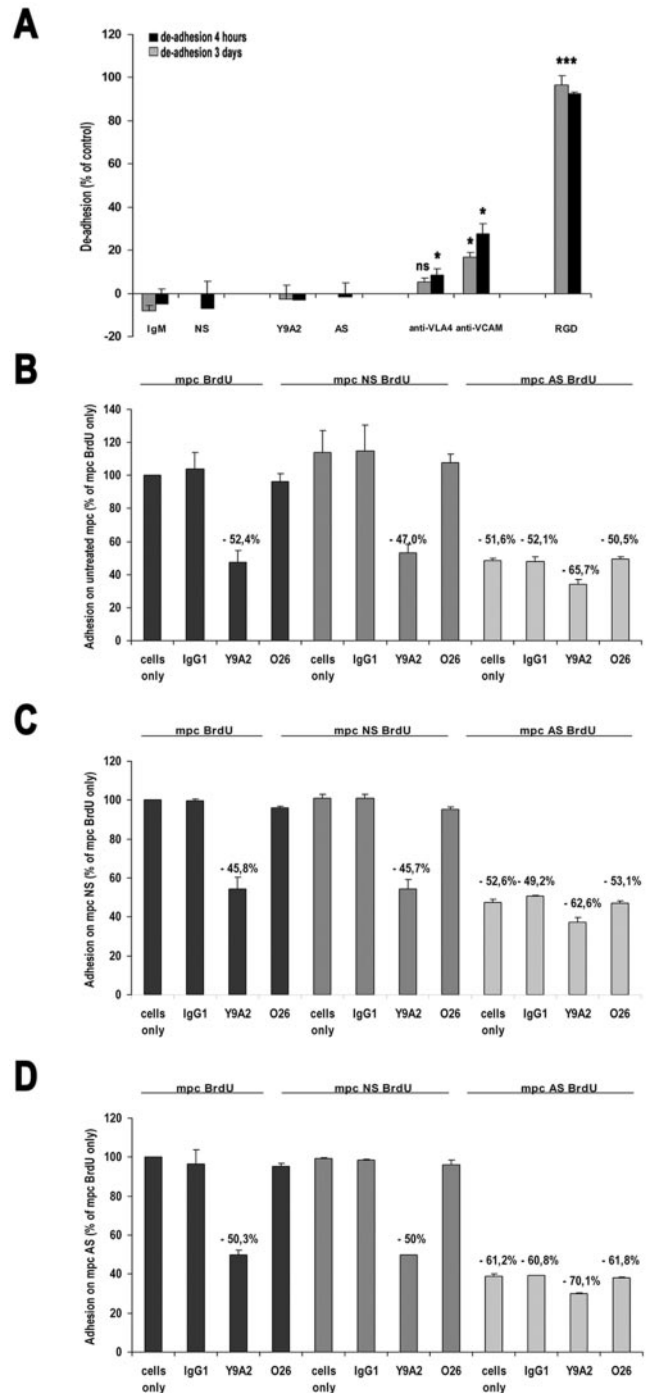 A
120
100
80
60
40
20
0
-20
De-adhesion (% of control)
de-adhesion 4 hours
de-adhesion 3 days
ns
*
*
*
***
IgM NS Y9A2 AS anti-VLA4 anti-VCAM RGD
B
mpc BrdU mpc NS BrdU mpc AS BrdU
140
120
100
80
60
40
20
0
Adhesion on untreated mpc (% of mpc BrdU only)
- 52,4% - 47,0% - 51,6% - 52,1% - 65,7% - 50,5%
cells only IgG1 Y9A2 O26 cells only IgG1 Y9A2 O26 cells only IgG1 Y9A2 O26
C
mpc BrdU mpc NS BrdU mpc AS BrdU
120
100
80
60
40
20
0
Adhesion on mpc NS (% of mpc BrdU only)
- 45,8% - 45,7% - 52,6% - 49,2% - 62,6% - 53,1%
cells only IgG1 Y9A2 O26 cells only IgG1 Y9A2 O26 cells only IgG1 Y9A2 O26
D
mpc BrdU mpc NS BrdU mpc AS BrdU
120
100
80
60
40
20
0
Adhesion on mpc AS (% of mpc BrdU only)
- 50,3% - 50% - 61,2% - 60,8% - 70,1% - 61,8%
cells only IgG1 Y9A2 O26 cells only IgG1 Y9A2 O26 cells only IgG1 Y9A2 O26